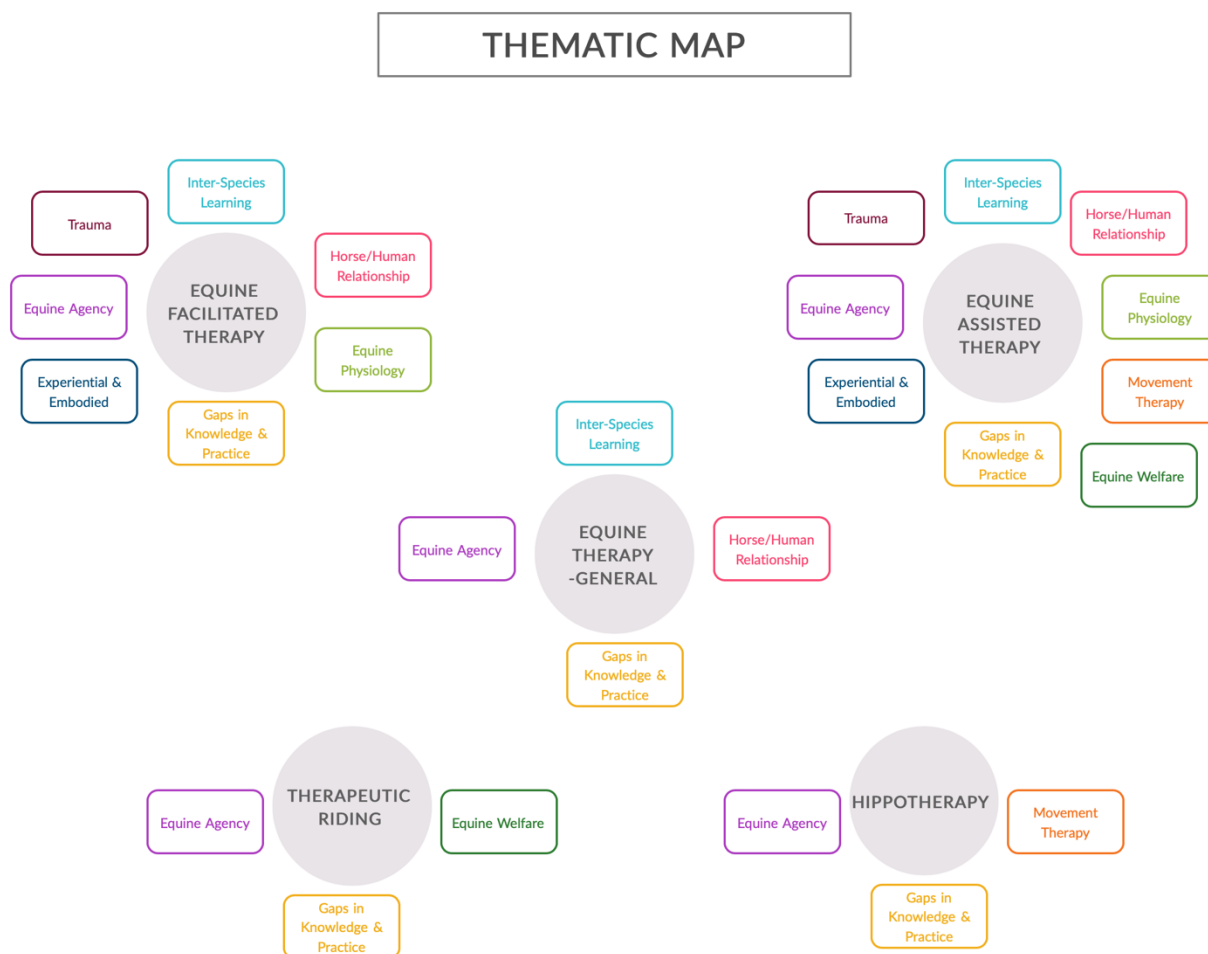 THEMATIC MAP
Inter-Species
Learning
Trauma
Horse/Human
Relationship
EQUINE
FACILITATED
THERAPY
Equine Agency
Equine
Physiology
Experiential &
Embodied
Gaps in
Knowledge &
Practice
Inter-Species
Learning
Trauma
Horse/Human
Relationship
EQUINE
ASSISTED
THERAPY
Equine Agency
Equine
Physiology
Experiential &
Embodied
Movement
Therapy
Gaps in
Knowledge &
Practice
Equine Welfare
Inter-Species
Learning
EQUINE
THERAPY
-GENERAL
Equine Agency
Horse/Human
Relationship
Gaps in
Knowledge &
Practice
THERAPEUTIC
RIDING
Equine Agency
Equine Welfare
Gaps in
Knowledge &
Practice
HIPPOTHERAPY
Equine Agency
Movement
Therapy
Gaps in
Knowledge &
Practice